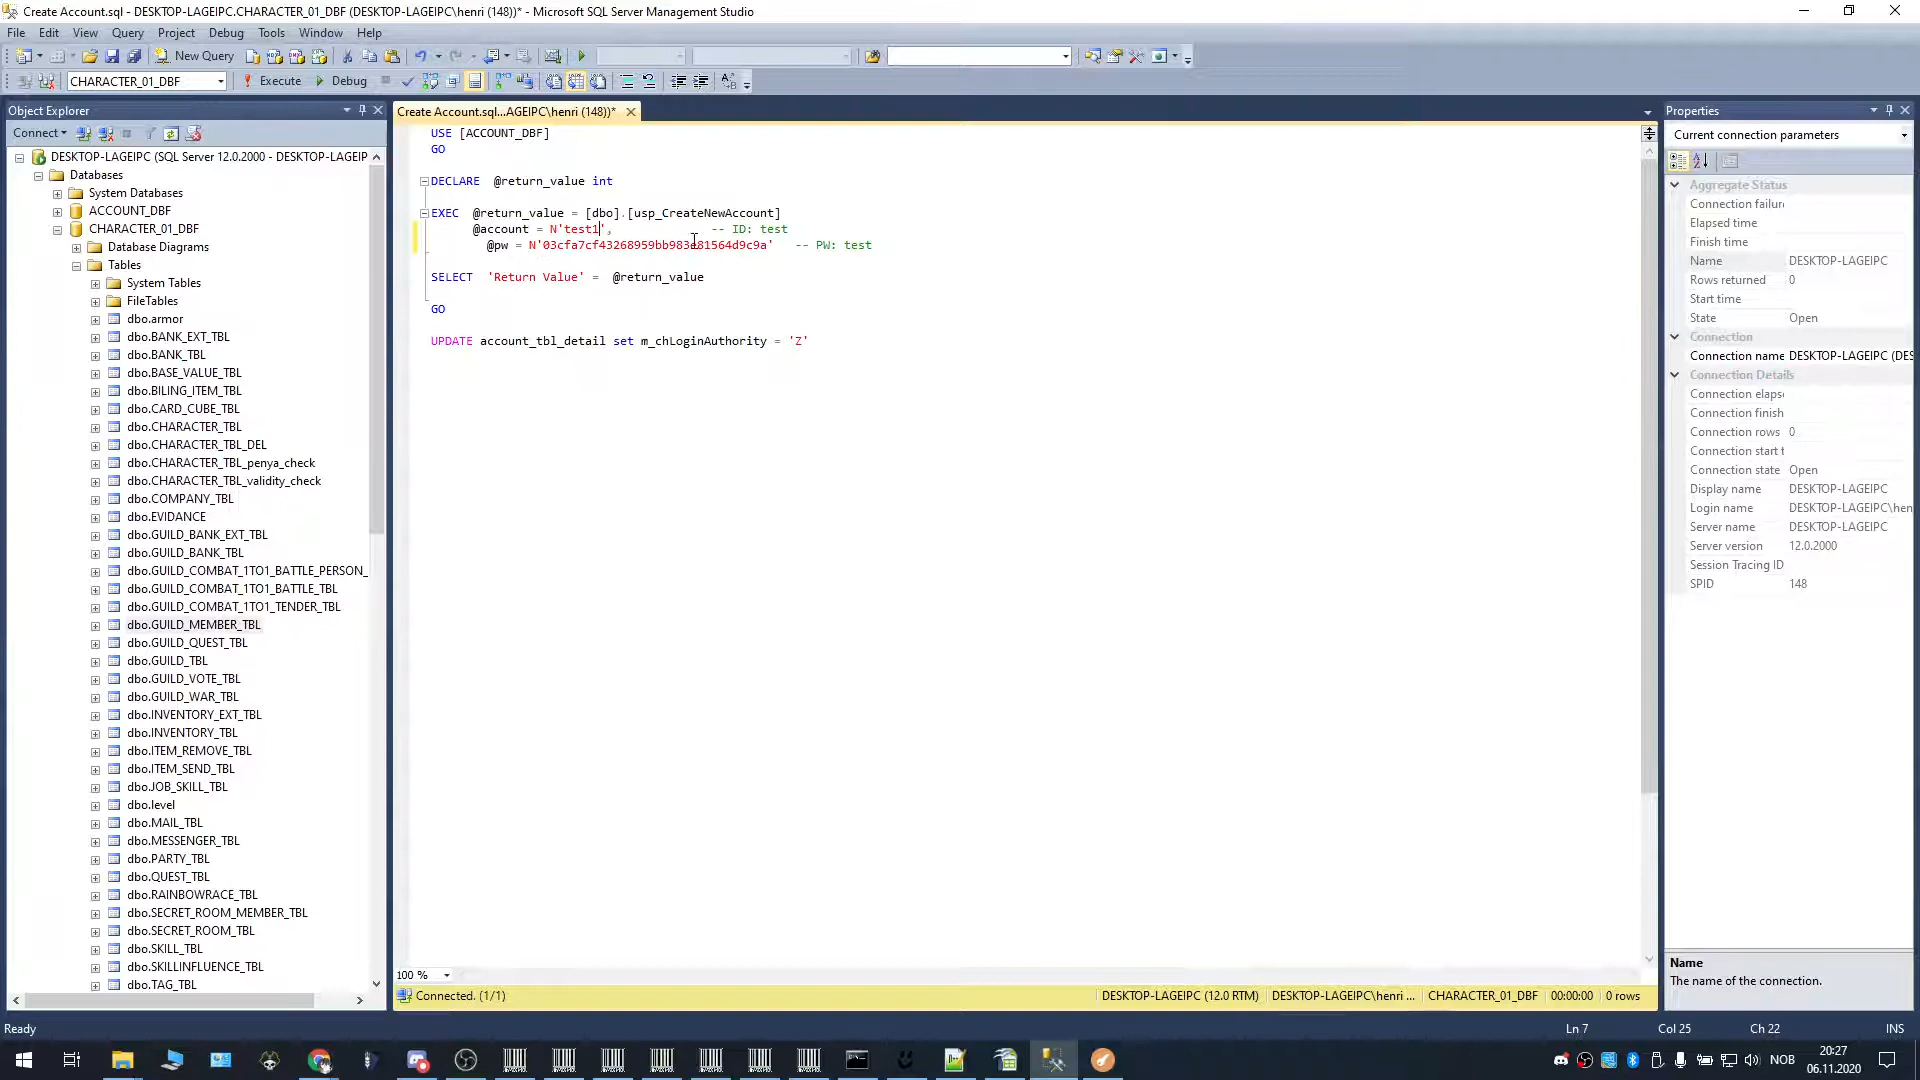 Create Account.sql - DESKTOP-LAGEIPC.CHARACTER_01_DBF (DESKTOP-LAGEIPC\henri (148))* - Microsoft SQL Server Management Studio
File Edit View Query Project Debug Tools Window Help
New Query
CHARACTER_01_DBF Execute Debug
Object Explorer
Connect
DESKTOP-LAGEIPC (SQL Server 12.0.2000 - DESKTOP-LAGEIP
Databases
System Databases
ACCOUNT_DBF
CHARACTER_01_DBF
Database Diagrams
Tables
System Tables
FileTables
dbo.armor
dbo.BANK_EXT_TBL
dbo.BANK_TBL
dbo.BASE_VALUE_TBL
dbo.BILING_ITEM_TBL
dbo.CARD_CUBE_TBL
dbo.CHARACTER_TBL
dbo.CHARACTER_TBL_DEL
dbo.CHARACTER_TBL_penya_check
dbo.CHARACTER_TBL_validity_check
dbo.COMPANY_TBL
dbo.EVIDANCE
dbo.GUILD_BANK_EXT_TBL
dbo.GUILD_BANK_TBL
dbo.GUILD_COMBAT_1TO1_BATTLE_PERSON_
dbo.GUILD_COMBAT_1TO1_BATTLE_TBL
dbo.GUILD_COMBAT_1TO1_TENDER_TBL
dbo.GUILD_MEMBER_TBL
dbo.GUILD_QUEST_TBL
dbo.GUILD_TBL
dbo.GUILD_VOTE_TBL
dbo.GUILD_WAR_TBL
dbo.INVENTORY_EXT_TBL
dbo.INVENTORY_TBL
dbo.ITEM_REMOVE_TBL
dbo.ITEM_SEND_TBL
dbo.JOB_SKILL_TBL
dbo.level
dbo.MAIL_TBL
dbo.MESSENGER_TBL
dbo.PARTY_TBL
dbo.QUEST_TBL
dbo.RAINBOWRACE_TBL
dbo.SECRET_ROOM_MEMBER_TBL
dbo.SECRET_ROOM_TBL
dbo.SKILL_TBL
dbo.SKILLINFLUENCE_TBL
dbo.TAG_TBL
Create Account.sql...AGEIPC\henri (148))*
USE [ACCOUNT_DBF]
GO
DECLARE @return_value int
EXEC @return_value = [dbo].[usp_CreateNewAccount]
@account = N'test1', -- ID: test
@pw = N'03cfa7cf43268959bb983e81564d9c9a' -- PW: test
SELECT 'Return Value' = @return_value
GO
UPDATE account_tbl_detail set m_chLoginAuthority = 'Z'
100 %
Connected. (1/1) DESKTOP-LAGEIPC (12.0 RTM) DESKTOP-LAGEIPC\henri ... CHARACTER_01_DBF 00:00:00 0 rows
Properties
Current connection parameters
Aggregate Status
Connection failure
Elapsed time
Finish time
Name DESKTOP-LAGEIPC
Rows returned 0
Start time
State Open
Connection
Connection name DESKTOP-LAGEIPC (DES
Connection Details
Connection elapse
Connection finish
Connection rows 0
Connection start t
Connection state Open
Display name DESKTOP-LAGEIPC
Login name DESKTOP-LAGEIPC\hen
Server name DESKTOP-LAGEIPC
Server version 12.0.2000
Session Tracing ID
SPID 148
Name
The name of the connection.
Ready Ln 7 Col 25 Ch 22 INS
NOB
20:27
06.11.2020